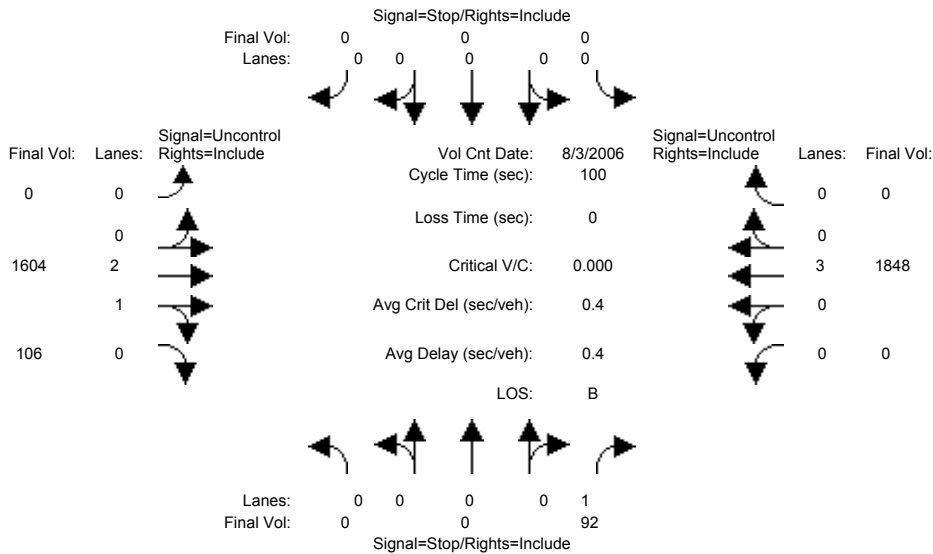 Signal=Stop/Rights=Include
Final Vol: 0 0 0
Lanes: 0 0 0 0 0
Signal=Uncontrol
Final Vol: Lanes: Rights=Include
Vol Cnt Date: 8/3/2006
Signal=Uncontrol
Rights=Include Lanes: Final Vol:
Cycle Time (sec): 100
0 0
0 0
Loss Time (sec): 0
0
0
1604 2
Critical V/C: 0.000
3 1848
1
Avg Crit Del (sec/veh): 0.4
0
106 0
Avg Delay (sec/veh): 0.4
0 0
LOS: B
Lanes: 0 0 0 0 1
Final Vol: 0 0 92
Signal=Stop/Rights=Include